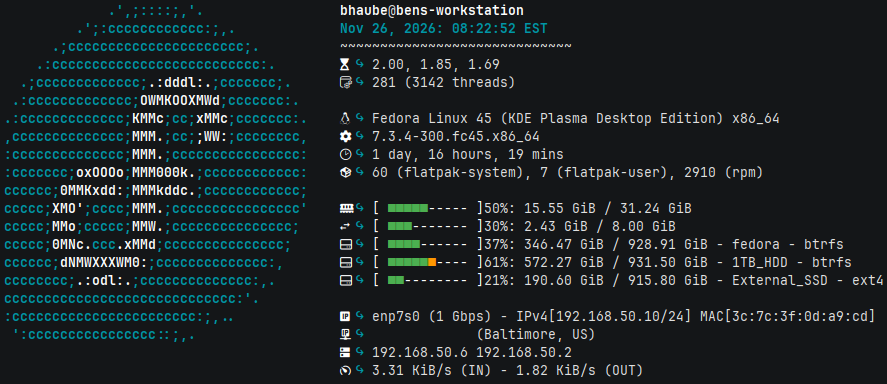 bhaube@bens-workstation
Nov 26, 2026: 08:22:52 EST
~~~~~~~~~~~~~~~~~~~~~~~~~~~~~
2.00, 1.85, 1.69
281 (3142 threads)
Fedora Linux 45 (KDE Plasma Desktop Edition) x86_64
7.3.4-300.fc45.x86_64
1 day, 16 hours, 19 mins
60 (flatpak-system), 7 (flatpak-user), 2910 (rpm)
[ ■■■■■----- ]50%: 15.55 GiB / 31.24 GiB
[ ■■■------- ]30%: 2.43 GiB / 8.00 GiB
[ ■■■■------ ]37%: 346.47 GiB / 928.91 GiB - fedora - btrfs
[ ■■■■■■---- ]61%: 572.27 GiB / 931.50 GiB - 1TB_HDD - btrfs
[ ■■-------- ]21%: 190.60 GiB / 915.80 GiB - External_SSD - ext4
enp7s0 (1 Gbps) - IPv4[192.168.50.10/24] MAC[3c:7c:3f:0d:a9:cd]
(Baltimore, US)
192.168.50.6 192.168.50.2
3.31 KiB/s (IN) - 1.82 KiB/s (OUT)